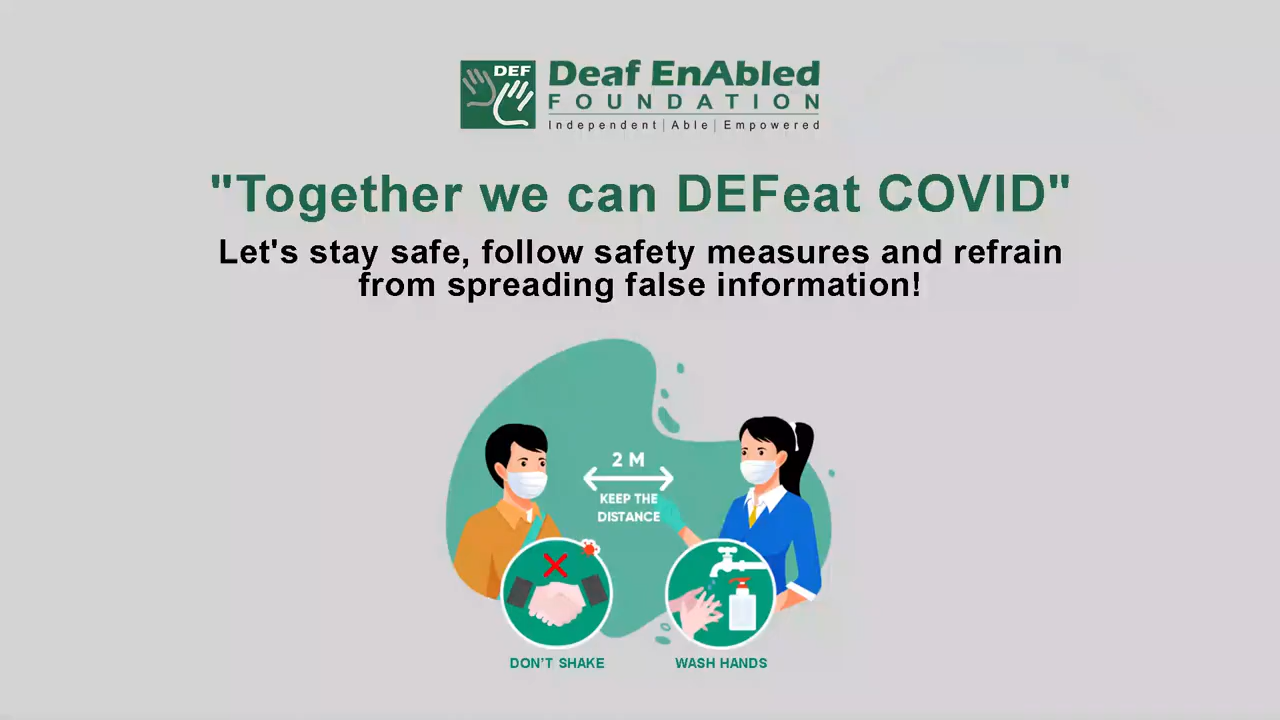 DEF
Deaf EnAbled
FOUNDATION
Independent | Able | Empowered
"Together we can DEFeat COVID"
Let's stay safe, follow safety measures and refrain
from spreading false information!
2 M
KEEP THE
DISTANCE
DON'T SHAKE
WASH HANDS